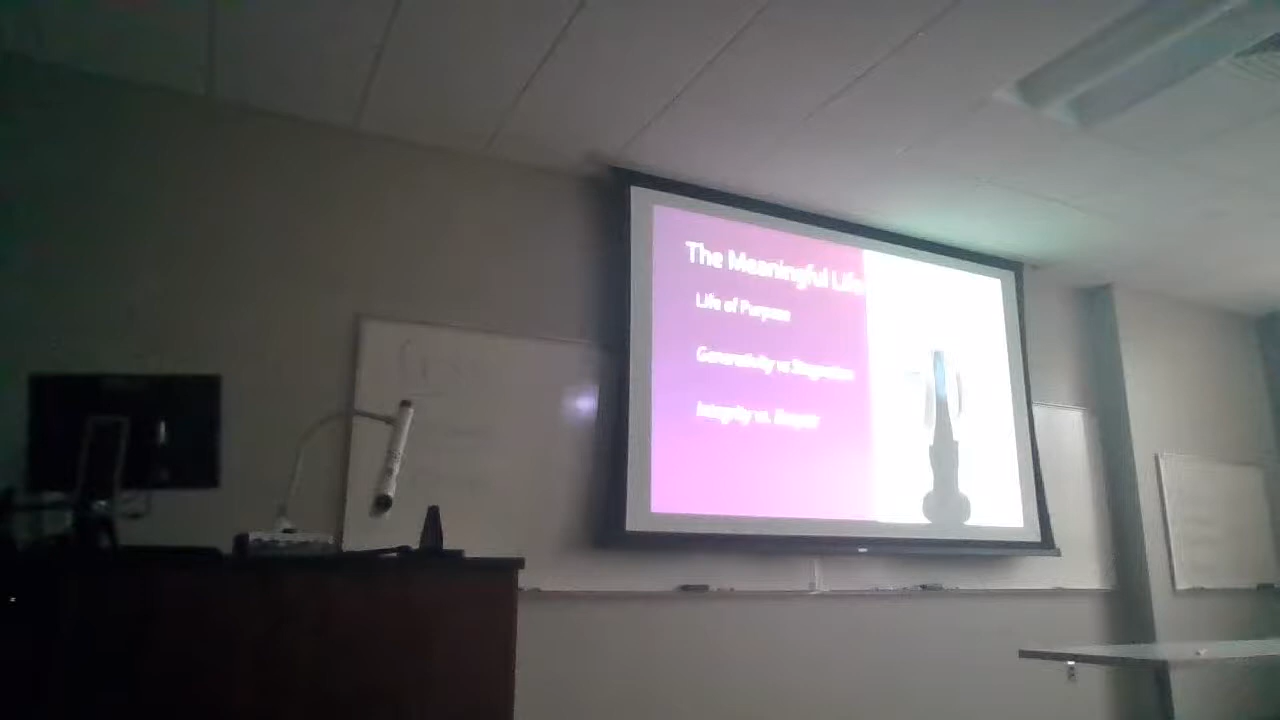 The Meaningful Life
Life of Purpose
Generativity vs Stagnation
Integrity vs. Despair